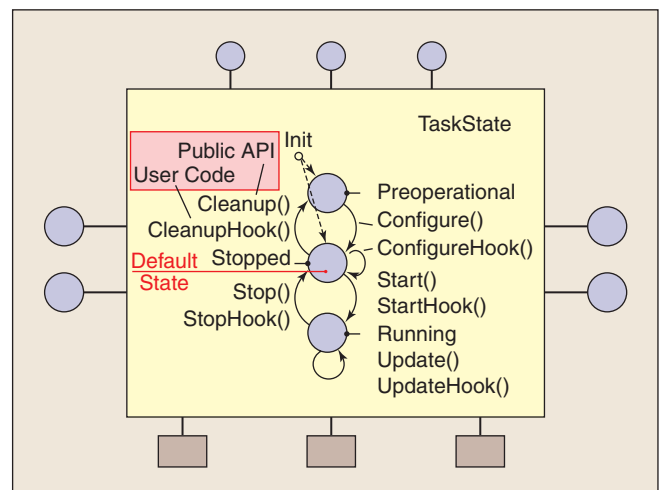 TaskState
Init
Public API
User Code
Cleanup()
CleanupHook()
Preoperational
Configure()
ConfigureHook()
Stopped
Default
State
Start()
StartHook()
Stop()
StopHook()
Running
Update()
UpdateHook()